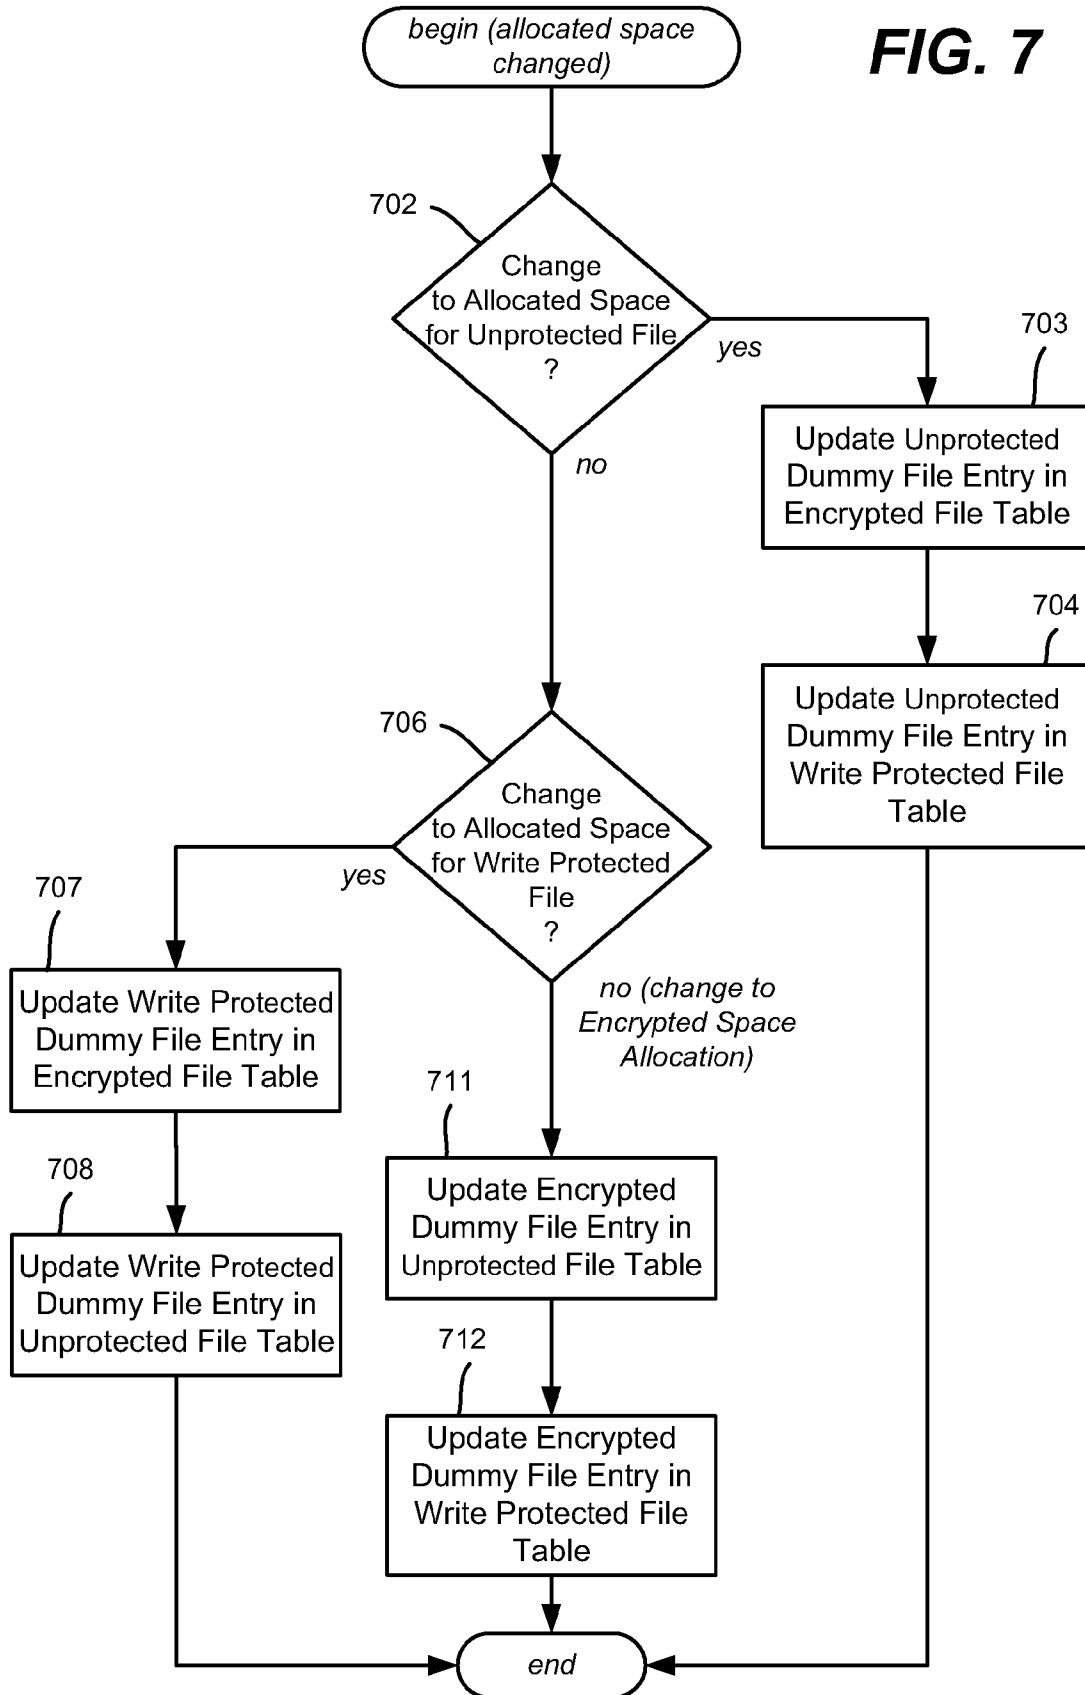 begin (allocated space
changed)
FIG. 7
702
Change
to Allocated Space
for Unprotected File
?
yes
no
703
Update Unprotected
Dummy File Entry in
Encrypted File Table
704
Update Unprotected
Dummy File Entry in
Write Protected File
Table
706
Change
to Allocated Space
for Write Protected
File
?
yes
no (change to
Encrypted Space
Allocation)
707
Update Write Protected
Dummy File Entry in
Encrypted File Table
708
Update Write Protected
Dummy File Entry in
Unprotected File Table
711
Update Encrypted
Dummy File Entry in
Unprotected File Table
712
Update Encrypted
Dummy File Entry in
Write Protected File
Table
end